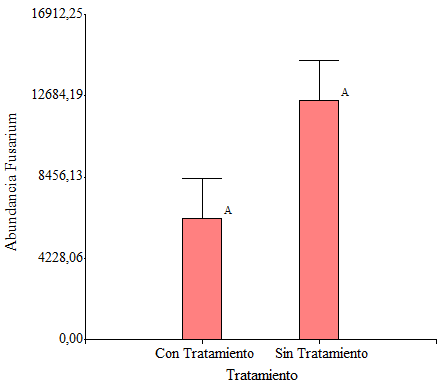 16912,25
12684,19
8456,13
4228,06
0,00
Abundancia Fusarium
A
A
Con Tratamiento
Sin Tratamiento
Tratamiento